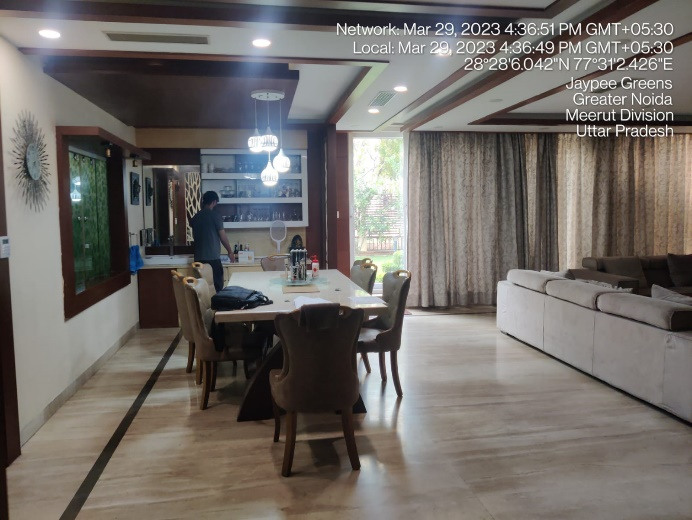 Network: Mar 29, 2023 4:36:51 PM GMT+05:30
Local: Mar 29, 2023 4:36:49 PM GMT+05:30
28°28'6.042"N 77°31'2.426"E
Jaypee Greens
Greater Noida
Meerut Division
Uttar Pradesh